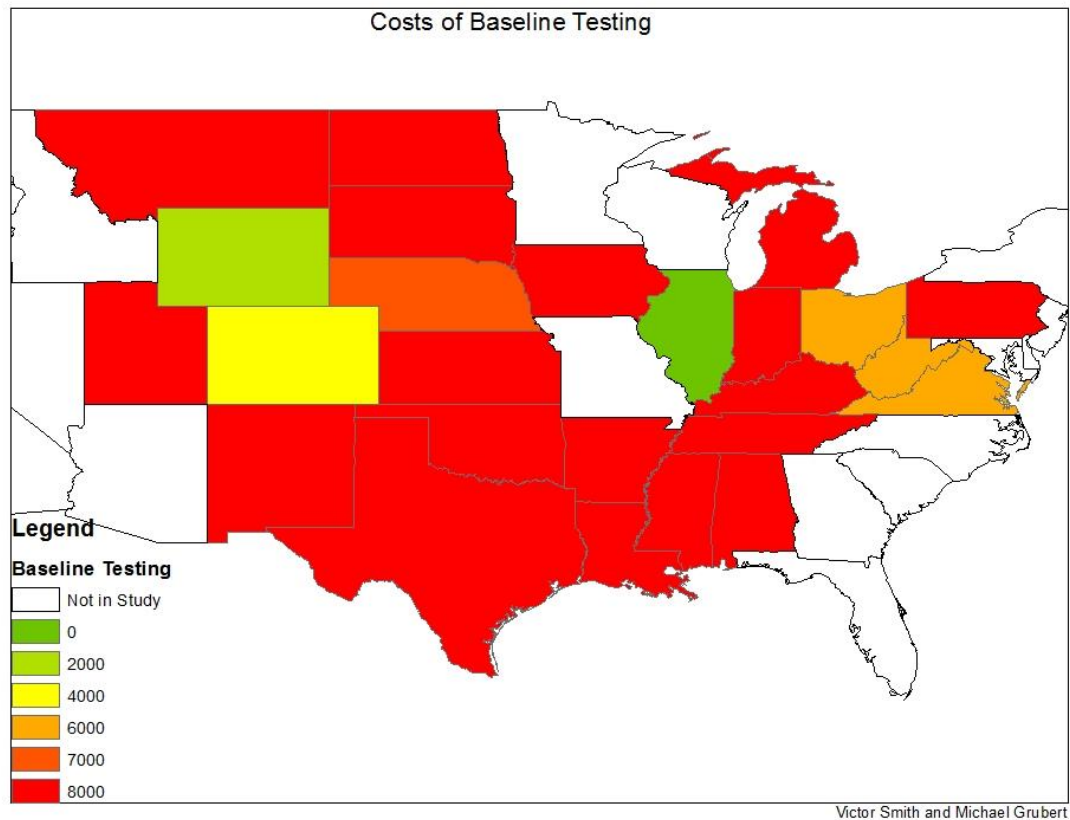 Costs of Baseline Testing
Legend
Baseline Testing
Not in Study
0
2000
4000
6000
7000
8000
Victor Smith and Michael Grubert